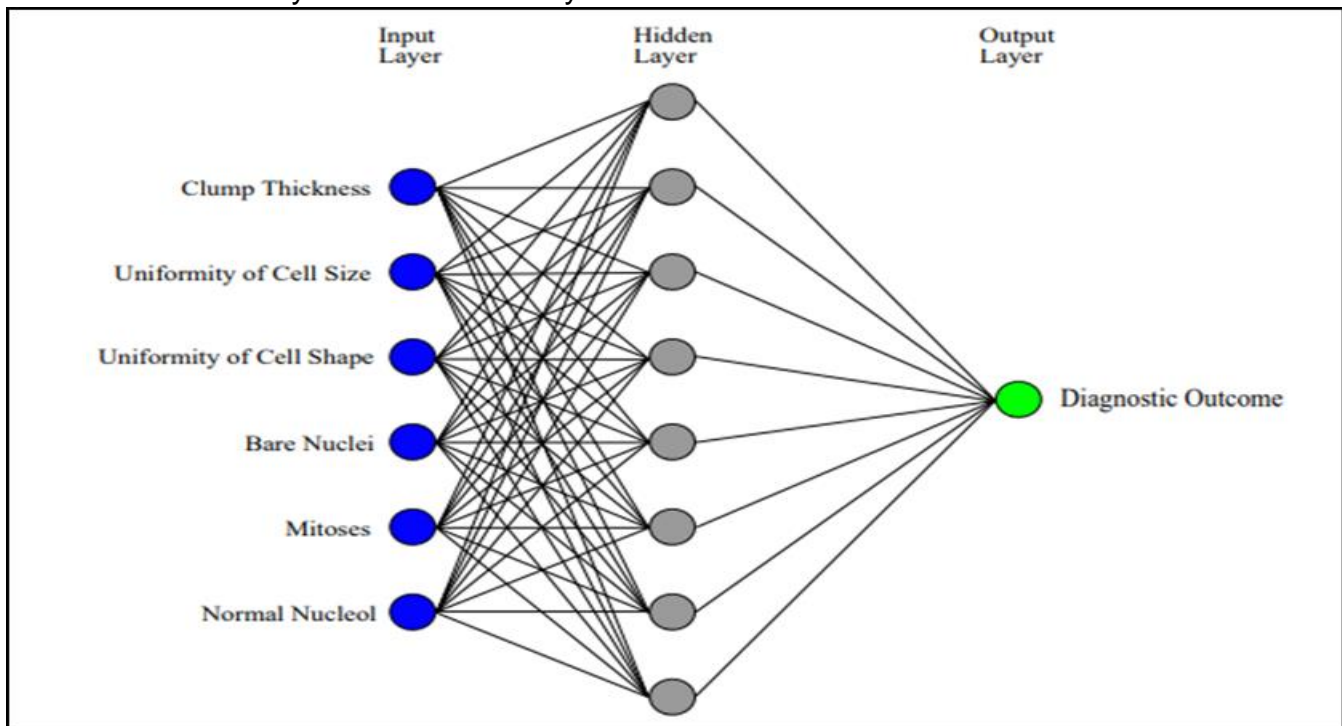 Input
Layer
Hidden
Layer
Output
Layer
Clump Thickness
Uniformity of Cell Size
Uniformity of Cell Shape
Bare Nuclei
Mitoses
Normal Nucleol
Diagnostic Outcome